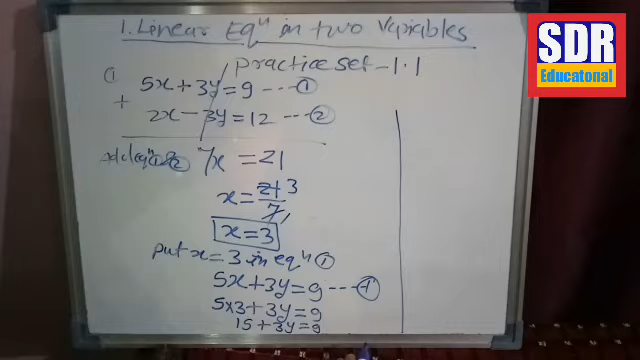 1. Linear Eqⁿ in two Variables
SDR
Educatonal
Practice set - 1.1
①
5x + 3y = 9 --- ①
+
2x - 3y = 12 --- ②
7x = 21
x = 21/7 3
x = 3
put x = 3 in eqⁿ ①
5x + 3y = 9 --- ①
5x3 + 3y = 9
15 + 3y = 9